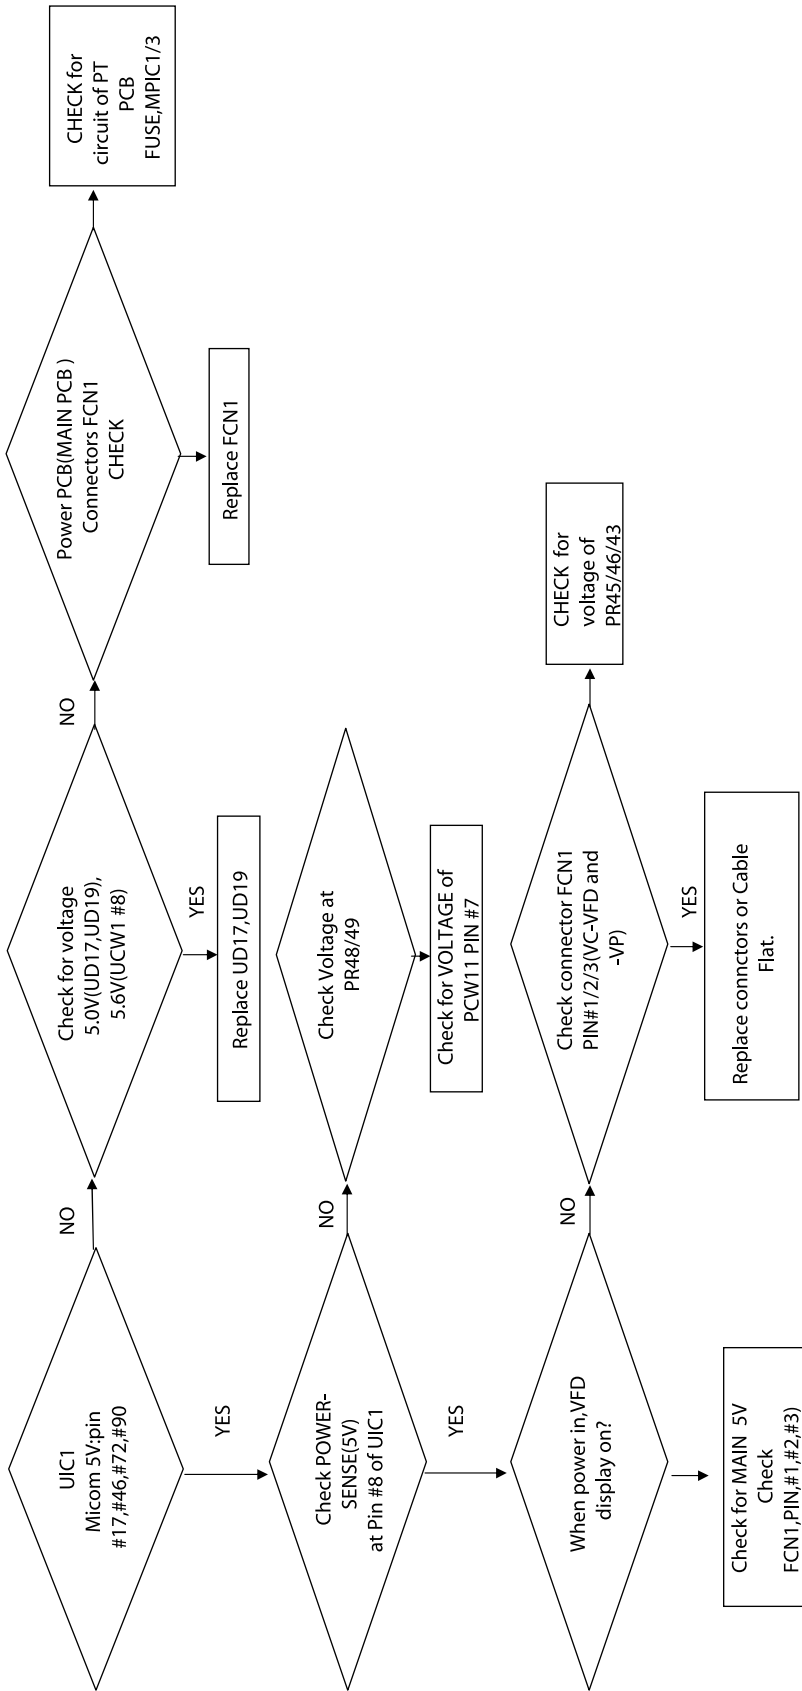 UIC1
Micom 5V:pin
#17,#46,#72,#90
NO
Check for voltage
5.0V(UD17,UD19),
5.6V(UCW1 #8)
NO
Power PCB(MAIN PCB )
Connectors FCN1
CHECK
CHECK for
circuit of PT
PCB
FUSE,MPIC1/3
YES
YES
Replace UD17,UD19
Replace FCN1
Check POWER-
SENSE(5V)
at Pin #8 of UIC1
NO
Check Voltage at
PR48/49
YES
Check for VOLTAGE of
PCW11 PIN #7
When power in,VFD
display on?
NO
Check connector FCN1
PIN#1/2/3(VC-VFD and
-VP)
CHECK for
voltage of
PR45/46/43
YES
Check for MAIN 5V
Check
FCN1,PIN,#1,#2,#3)
Replace connctors or Cable
Flat.